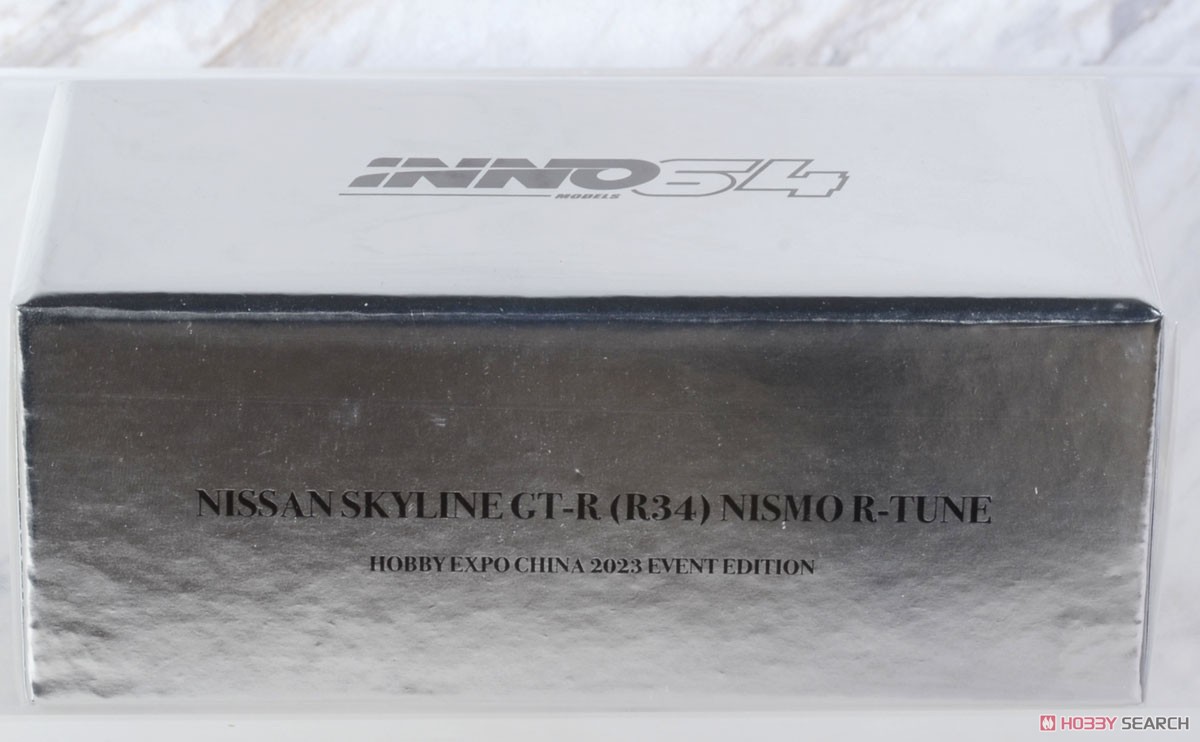 INNO64
MODELS
NISSAN SKYLINE GT-R (R34) NISMO R-TUNE
HOBBY EXPO CHINA 2023 EVENT EDITION
HOBBY SEARCH